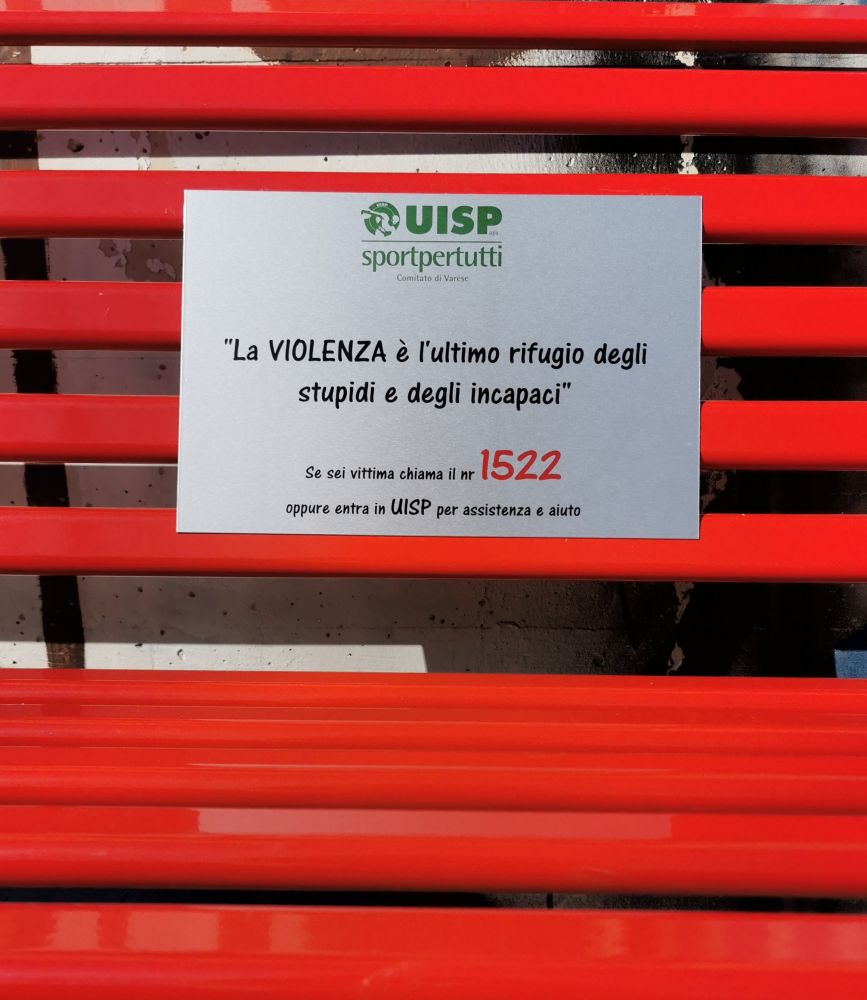 UISP
sportpertutti
Comitato di Varese
"La VIOLENZA è l'ultimo rifugio degli
stupidi e degli incapaci"
Se sei vittima chiama il nr 1522
oppure entra in UISP per assistenza e aiuto